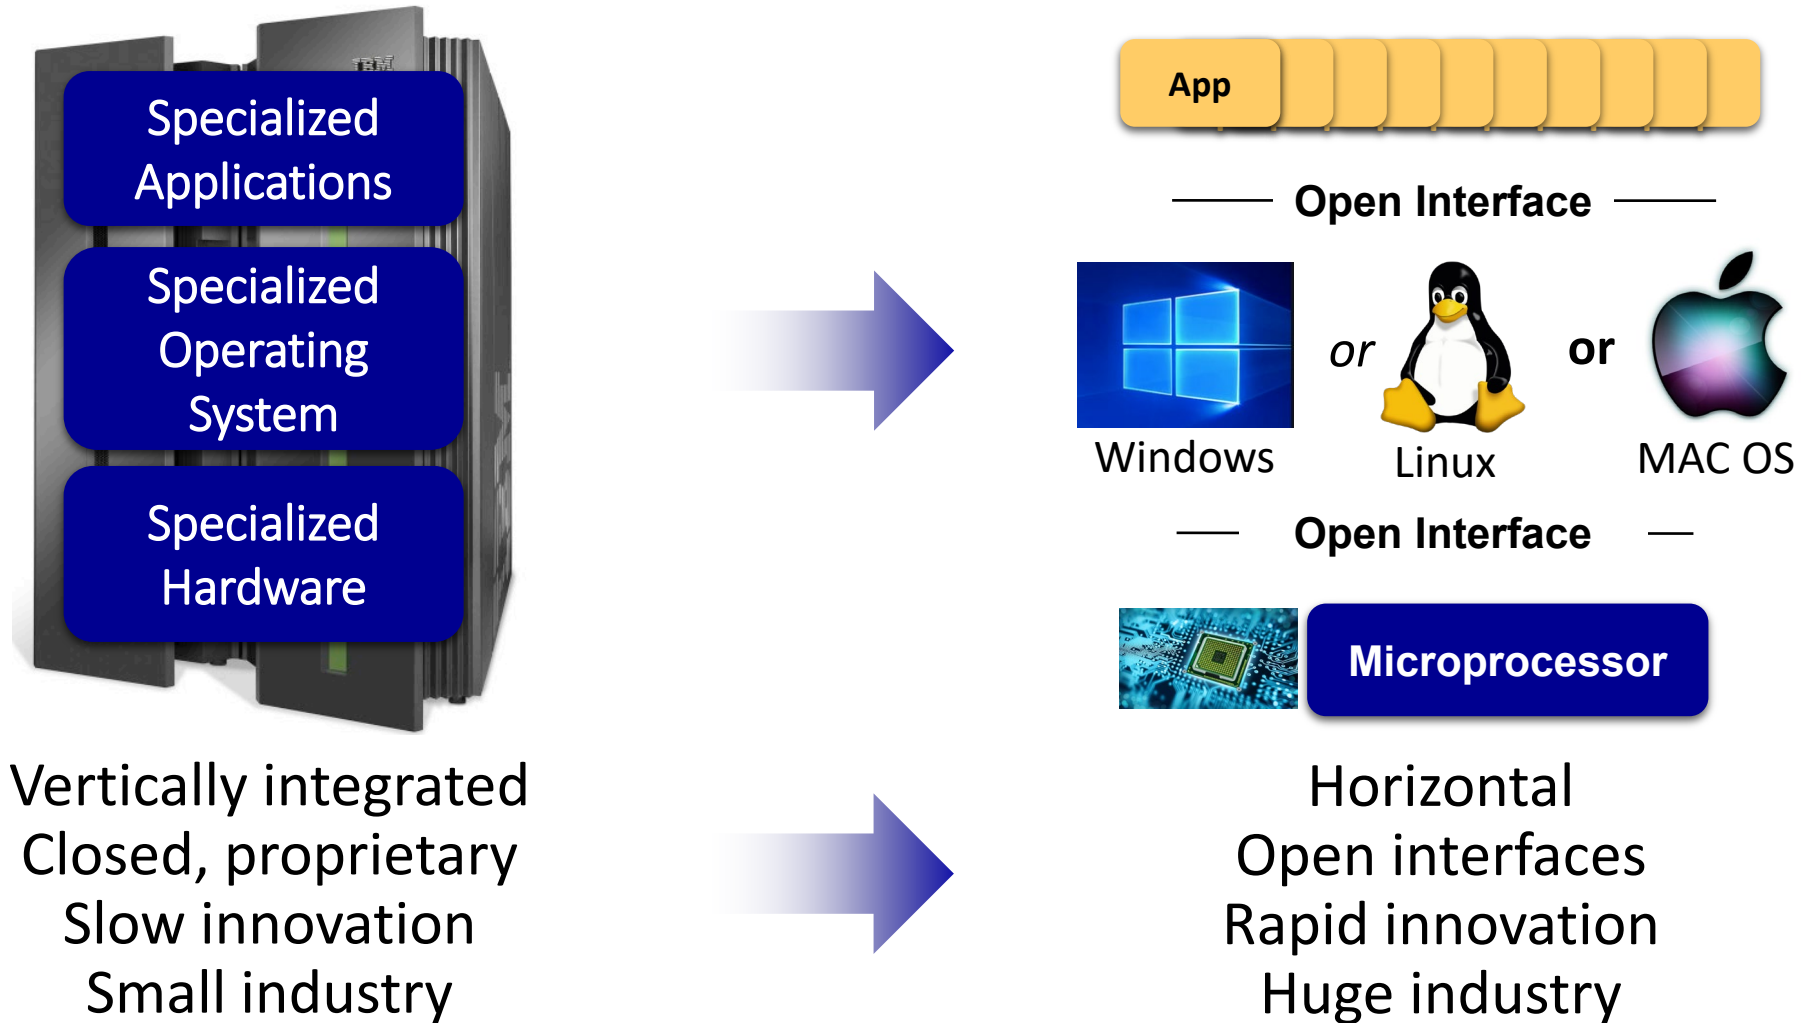 IBM
Specialized
Applications
Specialized
Operating
System
Specialized
Hardware
Vertically integrated
Closed, proprietary
Slow innovation
Small industry
App
Open Interface
or
or
Windows
Linux
MAC OS
Open Interface
Microprocessor
Horizontal
Open interfaces
Rapid innovation
Huge industry